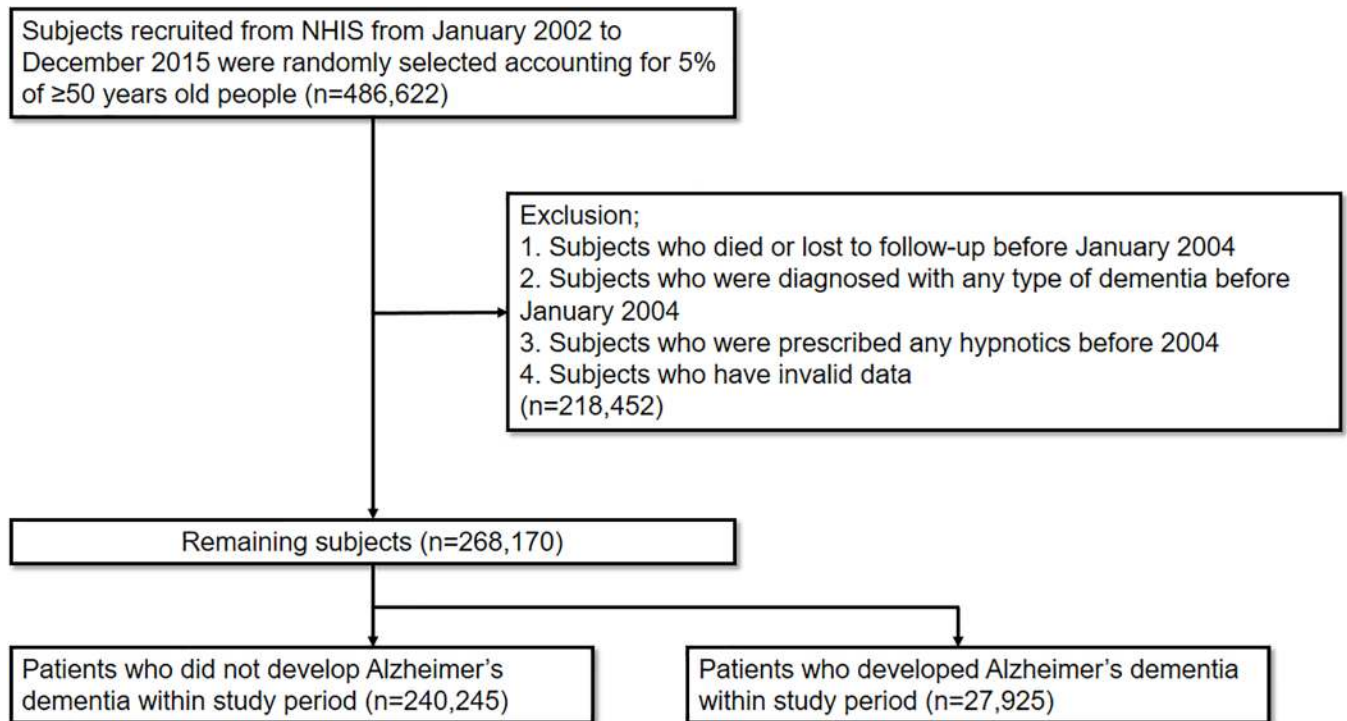 Subjects recruited from NHIS from January 2002 to
December 2015 were randomly selected accounting for 5%
of ≥50 years old people (n=486,622)
Exclusion;
1. Subjects who died or lost to follow-up before January 2004
2. Subjects who were diagnosed with any type of dementia before
January 2004
3. Subjects who were prescribed any hypnotics before 2004
4. Subjects who have invalid data
(n=218,452)
Remaining subjects (n=268,170)
Patients who did not develop Alzheimer's
dementia within study period (n=240,245)
Patients who developed Alzheimer's dementia
within study period (n=27,925)